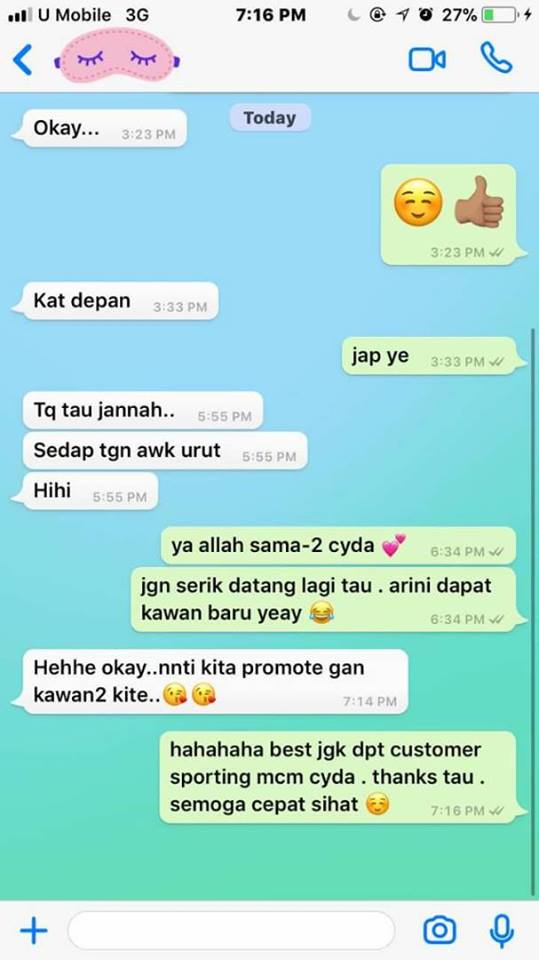 U Mobile 3G 7:16 PM 27%
Today
Okay... 3:23 PM
☺️ 👍🏽
3:23 PM
Kat depan 3:33 PM
jap ye 3:33 PM
Tq tau jannah.. 5:55 PM
Sedap tgn awk urut 5:55 PM
Hihi 5:55 PM
ya allah sama-2 cyda 💕 6:34 PM
jgn serik datang lagi tau . arini dapat
kawan baru yeay 😂 6:34 PM
Hehhe okay..nnti kita promote gan
kawan2 kite..😘😘 7:14 PM
hahahaha best jgk dpt customer
sporting mcm cyda . thanks tau .
semoga cepat sihat ☺️ 7:16 PM